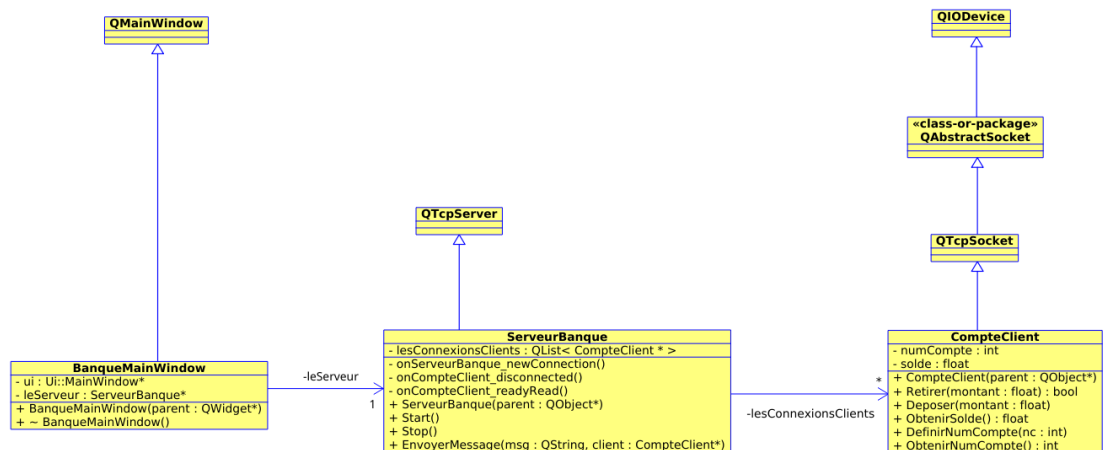 QMainWindow
QIODevice
«class-or-package»
QAbstractSocket
QTcpServer
QTcpSocket
BanqueMainWindow
- ui : Ui::MainWindow*
- leServeur : ServeurBanque*
+ BanqueMainWindow(parent : QWidget*)
+ ~ BanqueMainWindow()
-leServeur
1
ServeurBanque
- lesConnexionsClients : QList< CompteClient * >
- onServeurBanque_newConnection()
- onCompteClient_disconnected()
- onCompteClient_readyRead()
+ ServeurBanque(parent : QObject*)
+ Start()
+ Stop()
+ EnvoyerMessage(msg : QString, client : CompteClient*)
*
-lesConnexionsClients
CompteClient
- numCompte : int
- solde : float
+ CompteClient(parent : QObject*)
+ Retirer(montant : float) : bool
+ Deposer(montant : float)
+ ObtenirSolde() : float
+ DefinirNumCompte(nc : int)
+ ObtenirNumCompte() : int